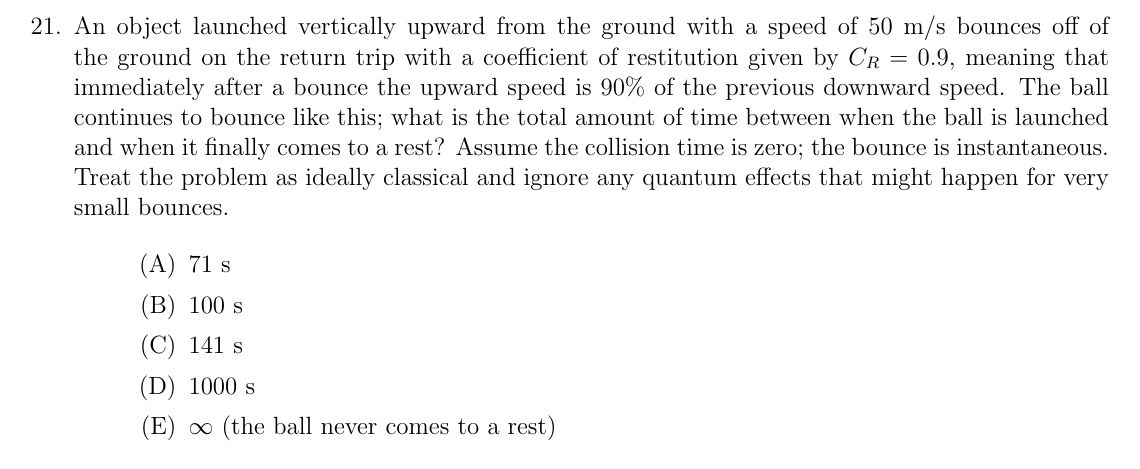 21. An object launched vertically upward from the ground with a speed of 50 m/s bounces off of
the ground on the return trip with a coefficient of restitution given by C_R = 0.9, meaning that
immediately after a bounce the upward speed is 90% of the previous downward speed. The ball
continues to bounce like this; what is the total amount of time between when the ball is launched
and when it finally comes to a rest? Assume the collision time is zero; the bounce is instantaneous.
Treat the problem as ideally classical and ignore any quantum effects that might happen for very
small bounces.
(A) 71 s
(B) 100 s
(C) 141 s
(D) 1000 s
(E) ∞ (the ball never comes to a rest)